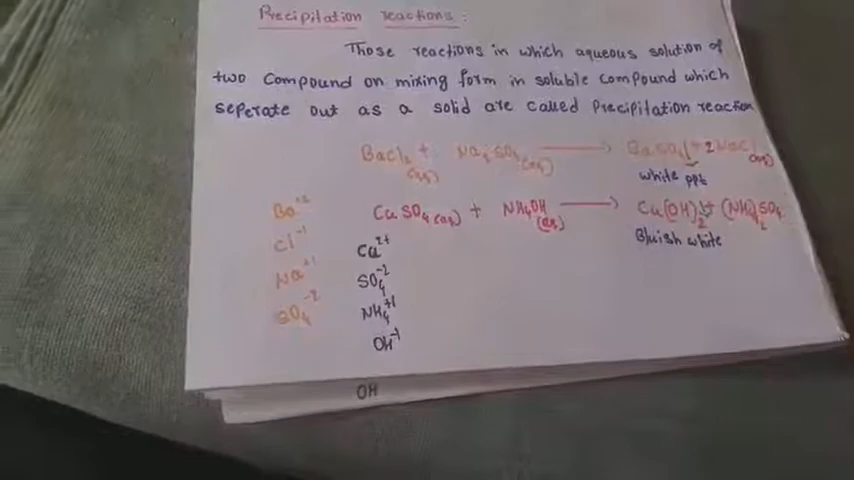 Precipitation reactions:
Those reactions in which aqueous solution of
two compound on mixing form in soluble compound which
seperate out as a solid are called Precipitation reaction
BaCl₂(aq) + Na₂SO₄(aq) → BaSO₄↓ + 2NaCl(aq)
white ppt
CuSO₄(aq) + NH₄OH(aq) → Cu(OH)₂↓ + (NH₄)₂SO₄
Bluish white
Ba⁺²
Cl⁻¹
Na⁺¹
SO₄⁻²
Cu²⁺
SO₄⁻²
NH₄⁺¹
OH⁻¹
OH